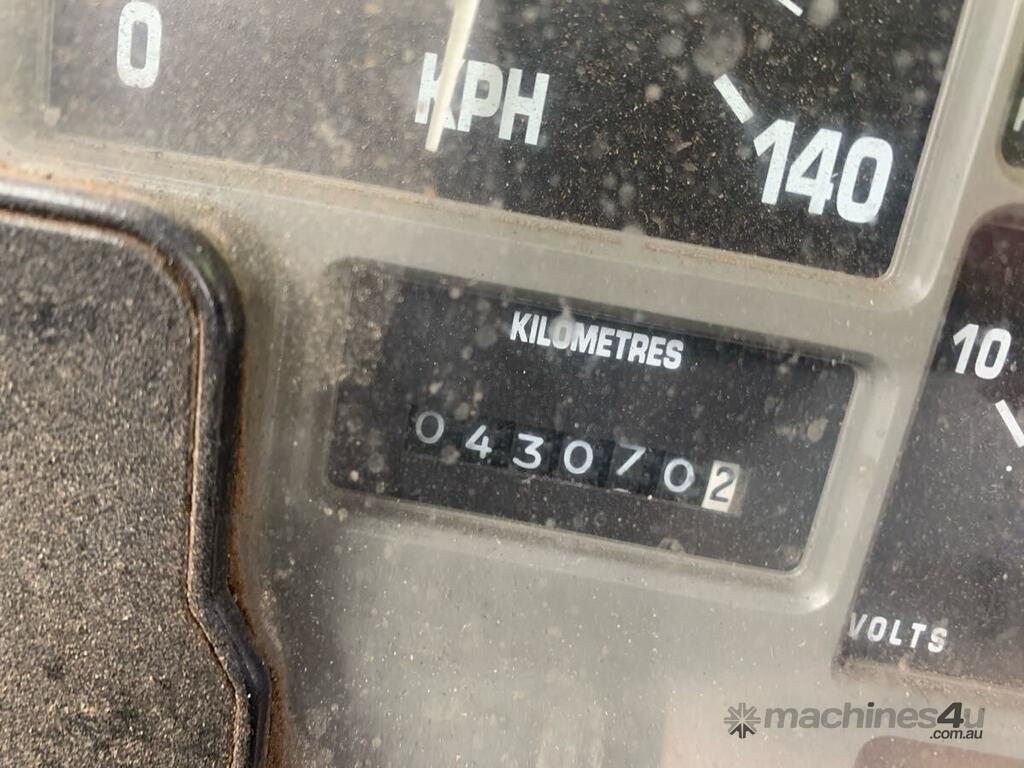 0
KPH
140
KILOMETRES
0430702
10
VOLTS
machines4u
.com.au